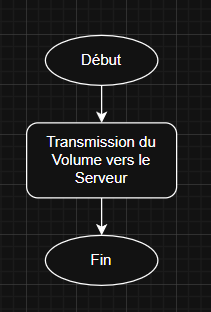 Début
Transmission du
Volume vers le
Serveur
Fin